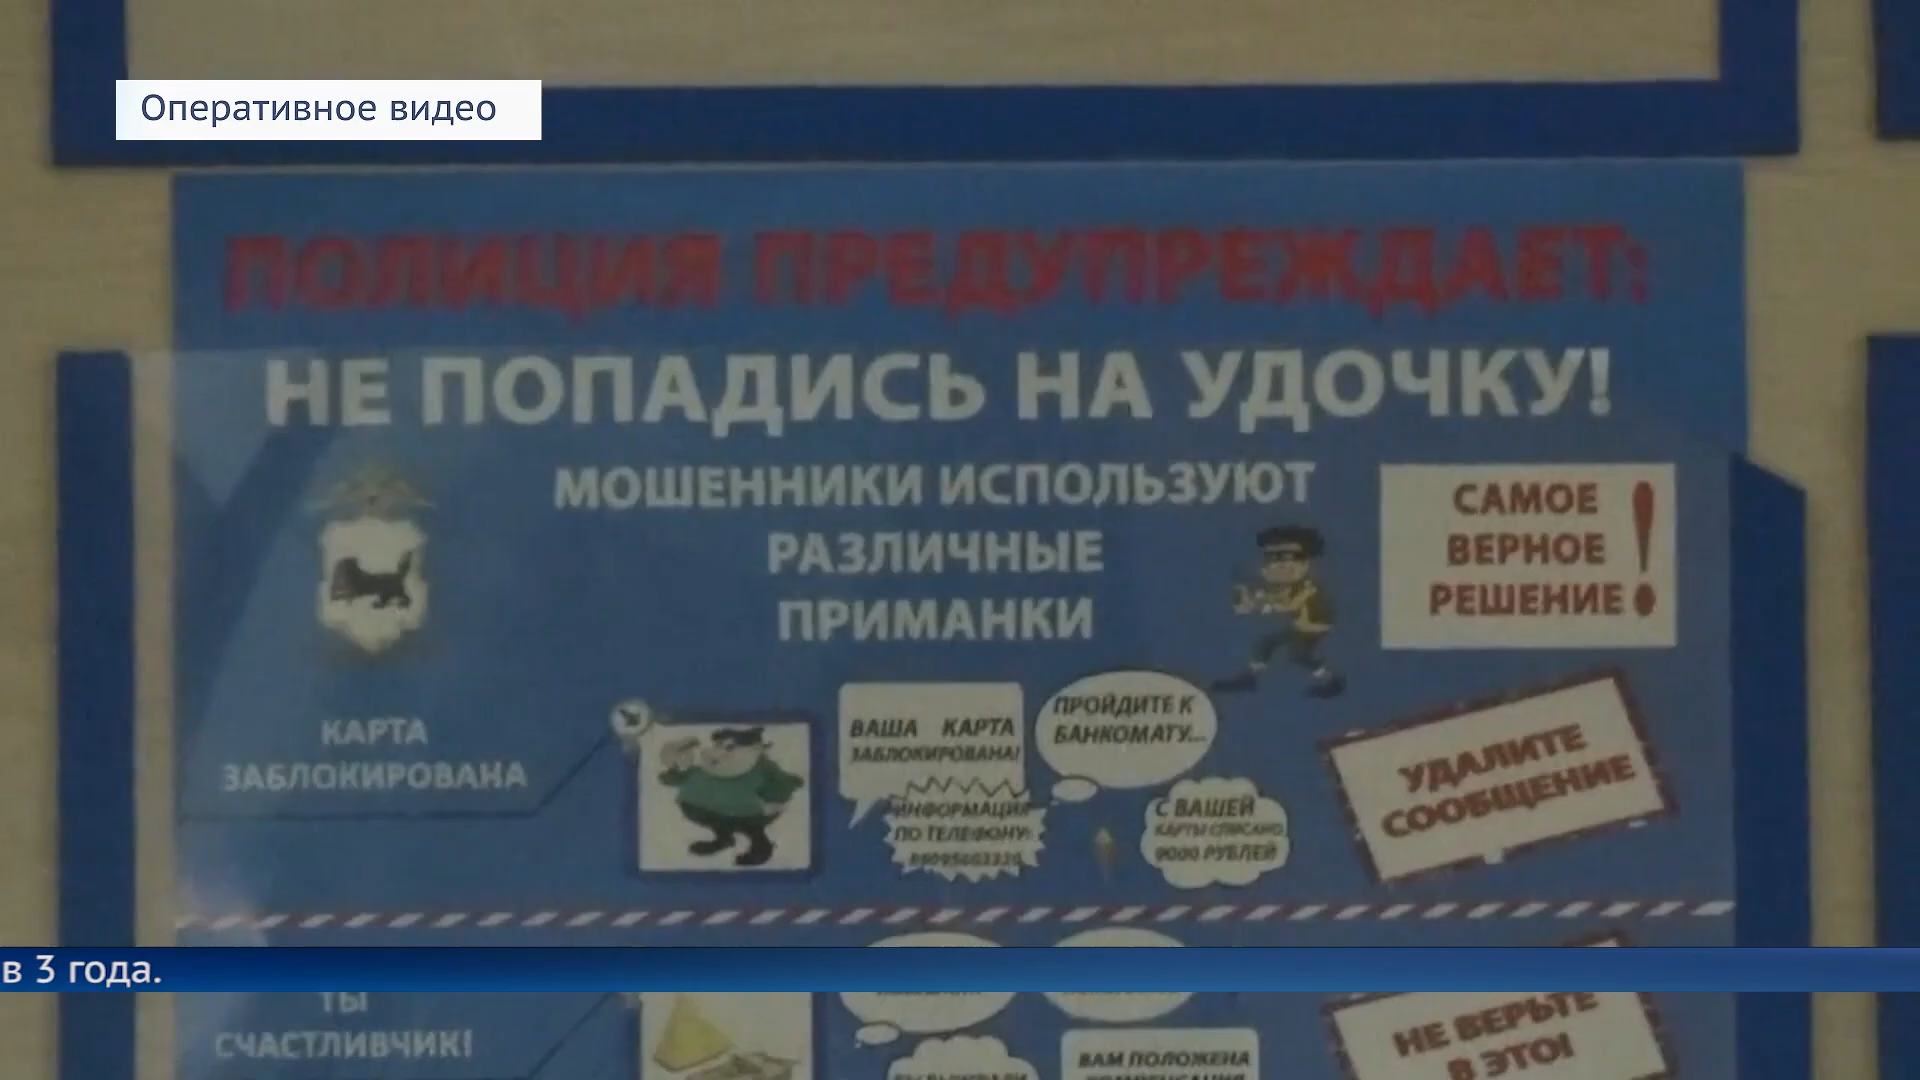 Оперативное видео
ПОЛИЦИЯ ПРЕДУПРЕЖДАЕТ:
НЕ ПОПАДИСЬ НА УДОЧКУ!
МОШЕННИКИ ИСПОЛЬЗУЮТ
РАЗЛИЧНЫЕ
ПРИМАНКИ
САМОЕ
ВЕРНОЕ
РЕШЕНИЕ!
КАРТА
ЗАБЛОКИРОВАНА
ВАША КАРТА
ЗАБЛОКИРОВАНА!
ПРОЙДИТЕ К
БАНКОМАТУ...
ИНФОРМАЦИЯ
ПО ТЕЛЕФОНУ:
С ВАШЕЙ
КАРТЫ СПИСАНО
9000 РУБЛЕЙ
УДАЛИТЕ
СООБЩЕНИЕ
в 3 года.
ТЫ
СЧАСТЛИВЧИК!
ВАМ ПОЛОЖЕНА
НЕ ВЕРЬТЕ
В ЭТО!